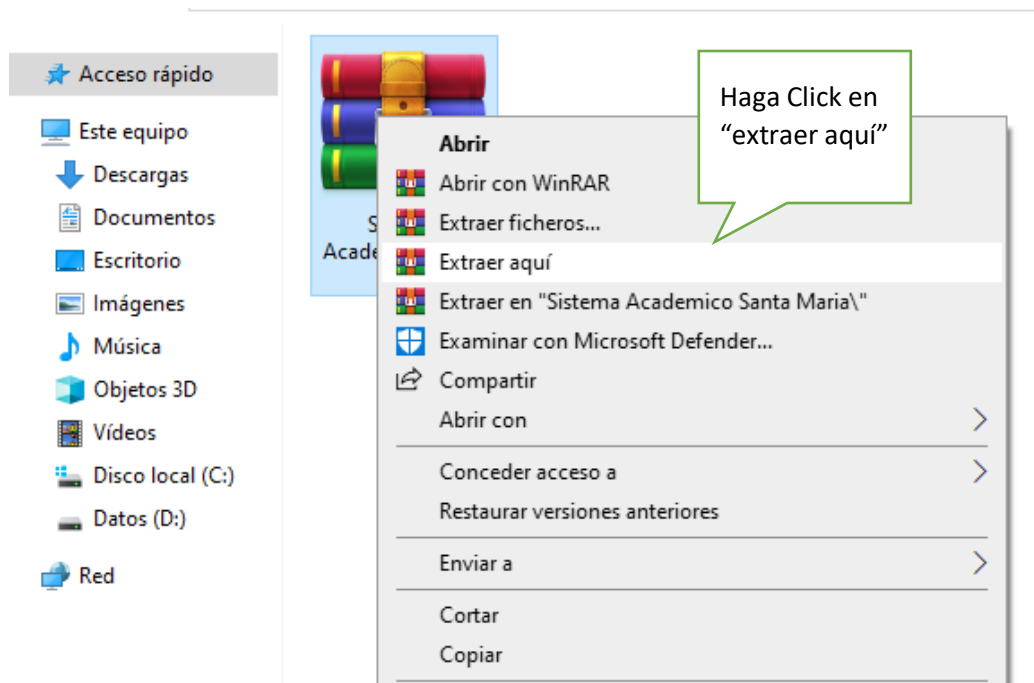 Acceso rápido
Este equipo
Descargas
Documentos
Escritorio
Imágenes
Música
Objetos 3D
Vídeos
Disco local (C:)
Datos (D:)
Red
S
Acade
Haga Click en
“extraer aquí”
Abrir
Abrir con WinRAR
Extraer ficheros...
Extraer aquí
Extraer en "Sistema Academico Santa Maria\"
Examinar con Microsoft Defender...
Compartir
Abrir con
Conceder acceso a
Restaurar versiones anteriores
Enviar a
Cortar
Copiar